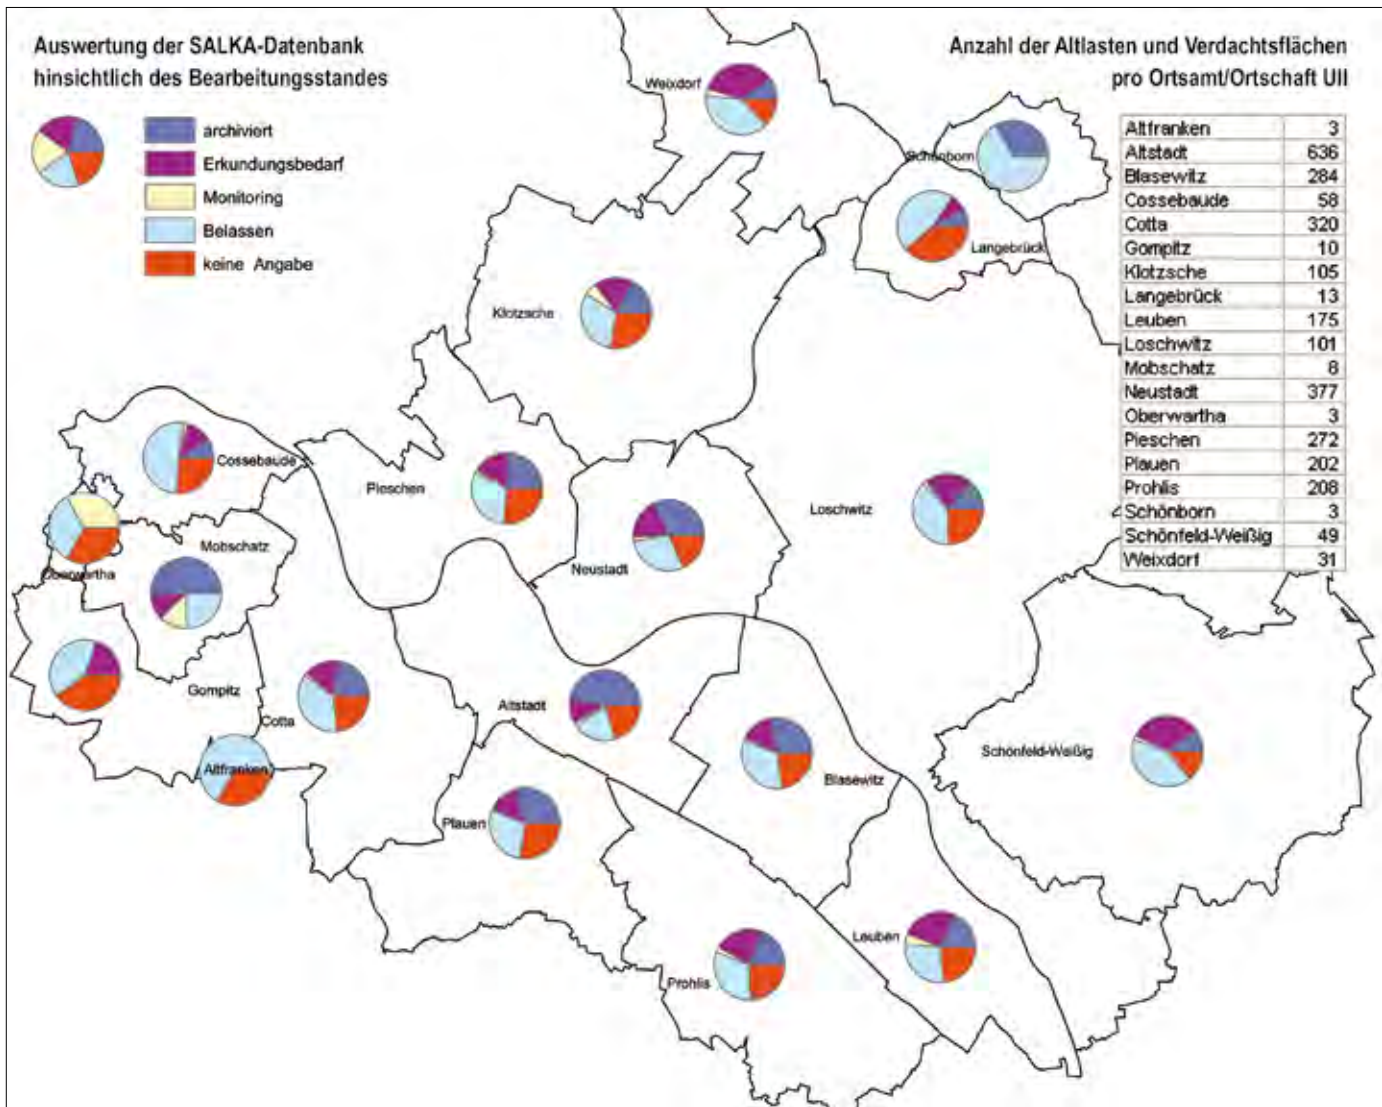 Auswertung der SALKA-Datenbank
hinsichtlich des Bearbeitungsstandes
archiviert
Erkundungsbedarf
Monitoring
Belassen
keine Angabe
Anzahl der Altlasten und Verdachtsflächen
pro Ortsamt/Ortschaft UII
Altfranken 3
Altstadt 636
Blasewitz 284
Cossebaude 58
Cotta 320
Gompitz 10
Klotzsche 105
Langebrück 13
Leuben 175
Loschwitz 101
Mobschatz 8
Neustadt 377
Oberwartha 3
Pieschen 272
Plauen 202
Prohlis 208
Schönborn 3
Schönfeld-Weißig 49
Weixdorf 31
Weixdorf
Schönborn
Langebrück
Klotzsche
Cossebaude
Pieschen
Loschwitz
Mobschatz
Oberwartha
Neustadt
Gompitz
Cotta
Altstadt
Altfranken
Blasewitz
Schönfeld-Weißig
Plauen
Leuben
Prohlis